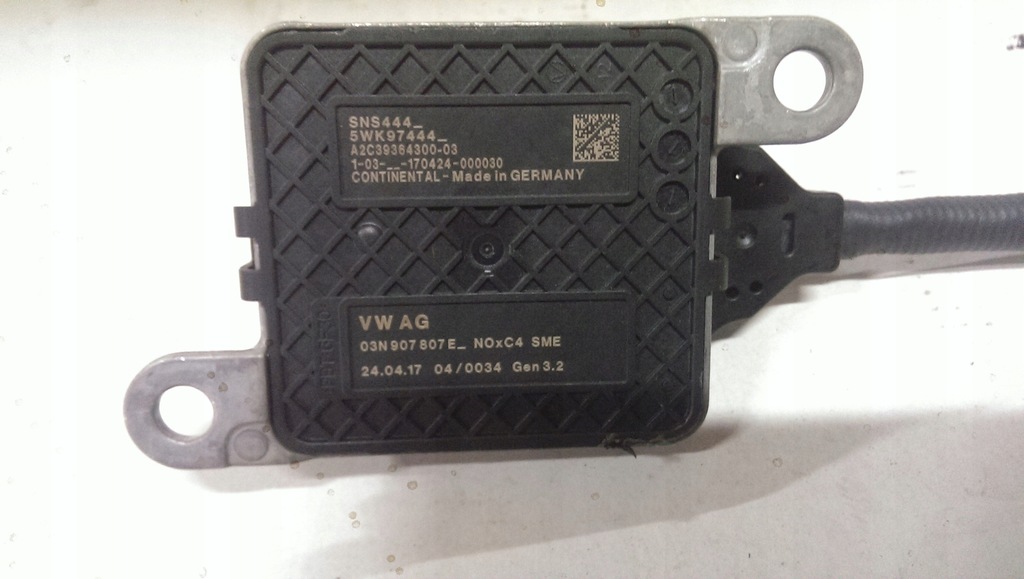 SNS444_
5WK97444_
A2C39364300-03
1-03-__-170424-000030
CONTINENTAL - Made in GERMANY
VW AG
03N 907 807 E_ NOxC4 SME
24.04.17 04/0034 Gen 3.2